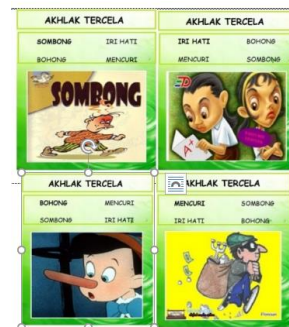 AKHLAK TERCELA
SOMBONG IRI HATI
BOHONG MENCURI
SOMBONG
AKHLAK TERCELA
IRI HATI BOHONG
MENCURI SOMBONG
A+
AKHLAK TERCELA
BOHONG MENCURI
SOMBONG IRI HATI
AKHLAK TERCELA
MENCURI SOMBONG
IRI HATI BOHONG